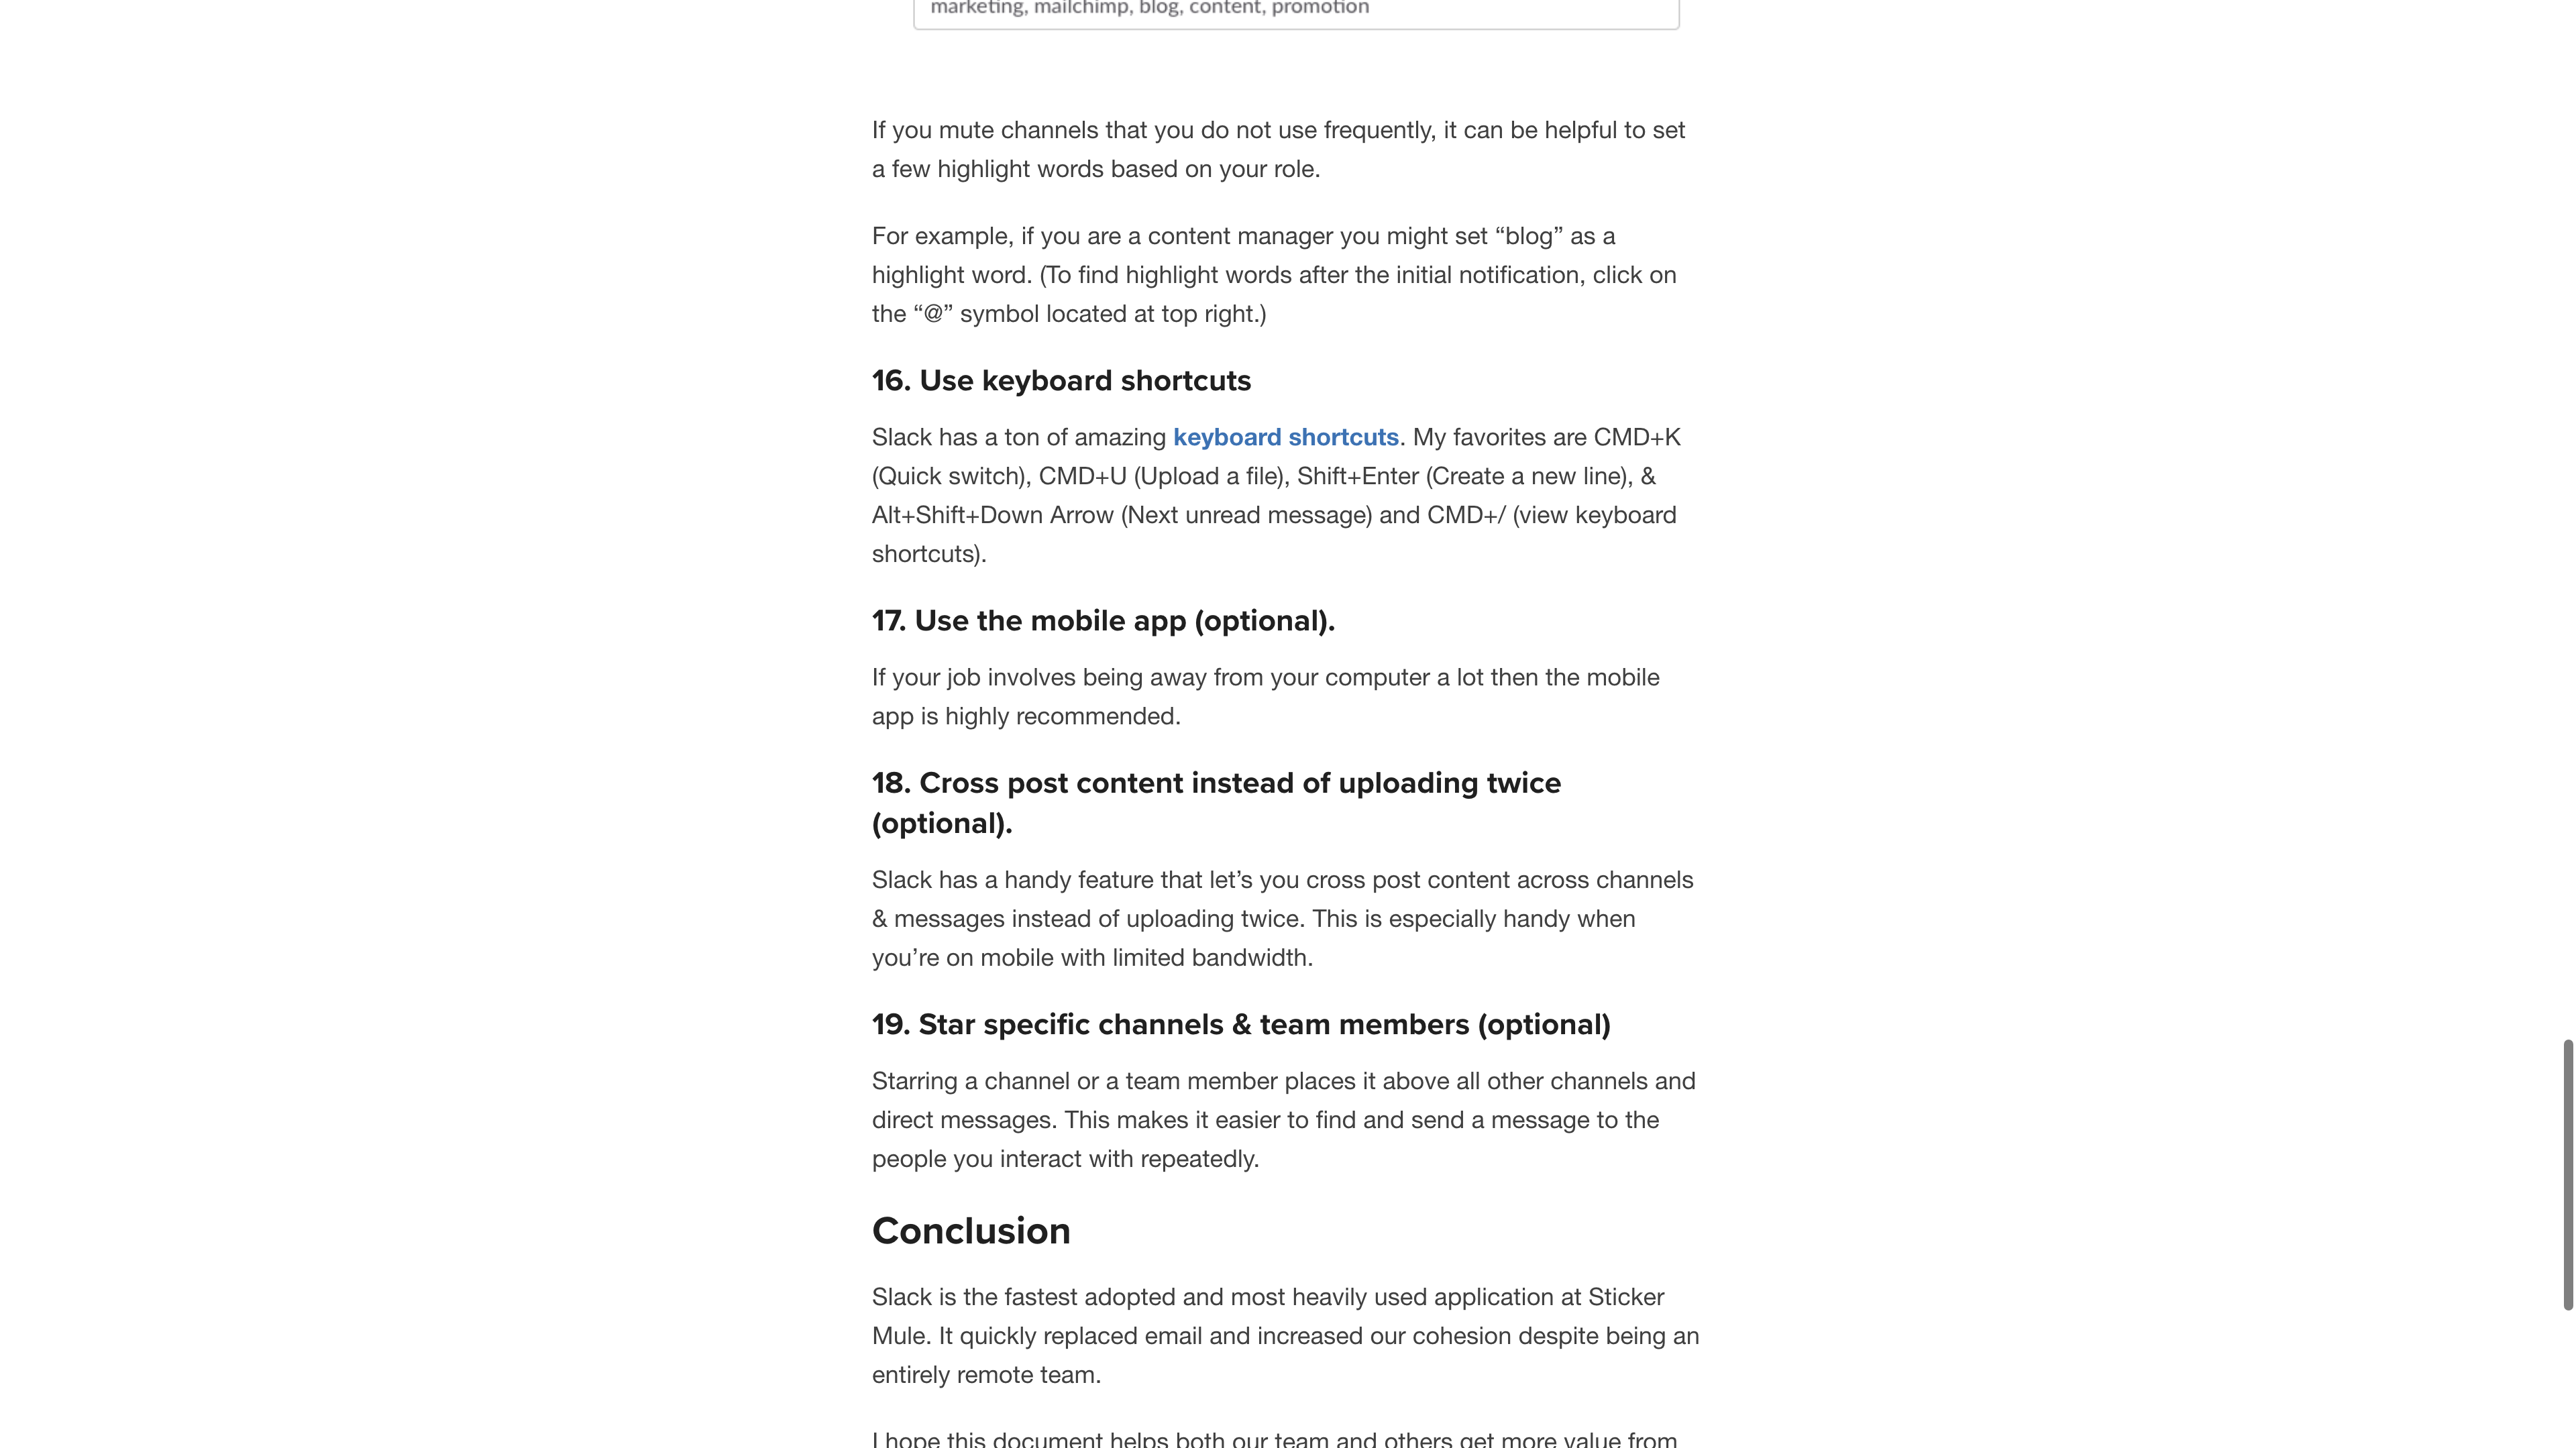 marketing, mailchimp, blog, content, promotion
If you mute channels that you do not use frequently, it can be helpful to set
a few highlight words based on your role.
For example, if you are a content manager you might set “blog” as a
highlight word. (To find highlight words after the initial notification, click on
the “@” symbol located at top right.)
16. Use keyboard shortcuts
Slack has a ton of amazing keyboard shortcuts. My favorites are CMD+K
(Quick switch), CMD+U (Upload a file), Shift+Enter (Create a new line), &
Alt+Shift+Down Arrow (Next unread message) and CMD+/ (view keyboard
shortcuts).
17. Use the mobile app (optional).
If your job involves being away from your computer a lot then the mobile
app is highly recommended.
18. Cross post content instead of uploading twice
(optional).
Slack has a handy feature that let’s you cross post content across channels
& messages instead of uploading twice. This is especially handy when
you’re on mobile with limited bandwidth.
19. Star specific channels & team members (optional)
Starring a channel or a team member places it above all other channels and
direct messages. This makes it easier to find and send a message to the
people you interact with repeatedly.
Conclusion
Slack is the fastest adopted and most heavily used application at Sticker
Mule. It quickly replaced email and increased our cohesion despite being an
entirely remote team.
I hope this document helps both our team and others get more value from